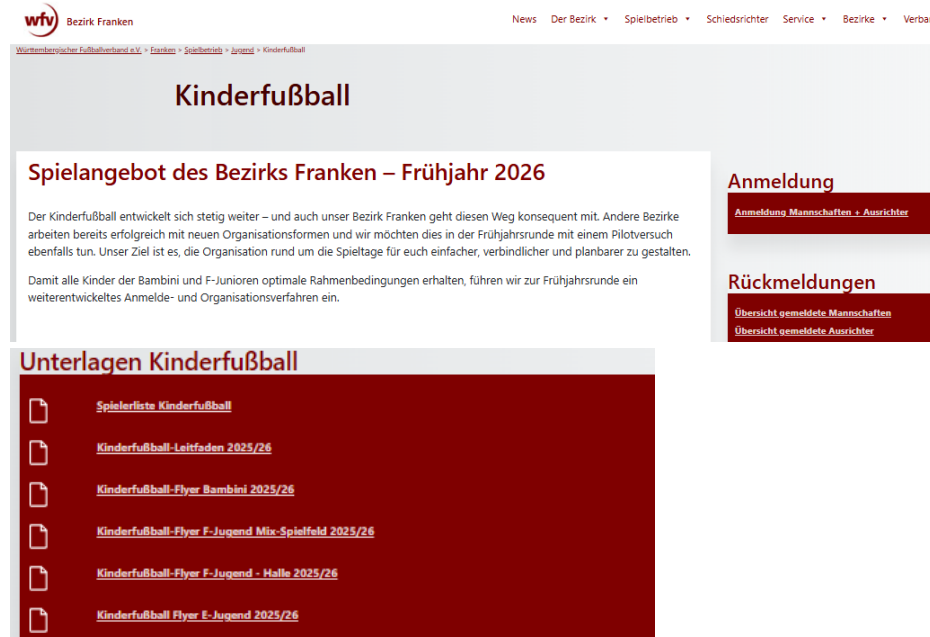 wfv Bezirk Franken
News Der Bezirk Spielbetrieb Schiedsrichter Service Bezirke
Württembergischer Fußballverband e.V. > Franken > Spielbetrieb > Jugend > Kinderfußball
Kinderfußball
Spielangebot des Bezirks Franken – Frühjahr 2026
Der Kinderfußball entwickelt sich stetig weiter – und auch unser Bezirk Franken geht diesen Weg konsequent mit. Andere Bezirke
arbeiten bereits erfolgreich mit neuen Organisationsformen und wir möchten dies in der Frühjahrsrunde mit einem Pilotversuch
ebenfalls tun. Unser Ziel ist es, die Organisation rund um die Spieltage für euch einfacher, verbindlicher und planbarer zu gestalten.
Damit alle Kinder der Bambini und F-Junioren optimale Rahmenbedingungen erhalten, führen wir zur Frühjahrsrunde ein
weiterentwickeltes Anmelde- und Organisationsverfahren ein.
Anmeldung
Anmeldung Mannschaften + Ausrichter
Rückmeldungen
Übersicht gemeldete Mannschaften
Übersicht gemeldete Ausrichter
Unterlagen Kinderfußball
Spielerliste Kinderfußball
Kinderfußball-Leitfaden 2025/26
Kinderfußball-Flyer Bambini 2025/26
Kinderfußball-Flyer F-Jugend Mix-Spielfeld 2025/26
Kinderfußball-Flyer F-Jugend - Halle 2025/26
Kinderfußball Flyer E-Jugend 2025/26